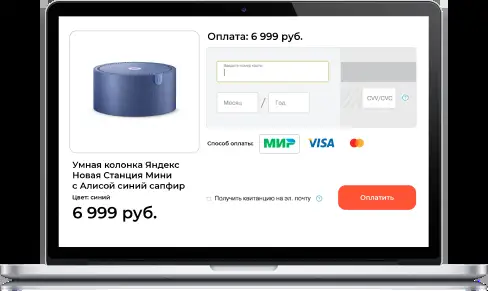 Оплата: 6 999 руб.
Введите номер карты
Месяц / Год
CVV/CVC
Способ оплаты: МИР VISA
Умная колонка Яндекс
Новая Станция Мини
с Алисой синий сапфир
Цвет: синий
6 999 руб.
Получить квитанцию на эл. почту
Оплатить